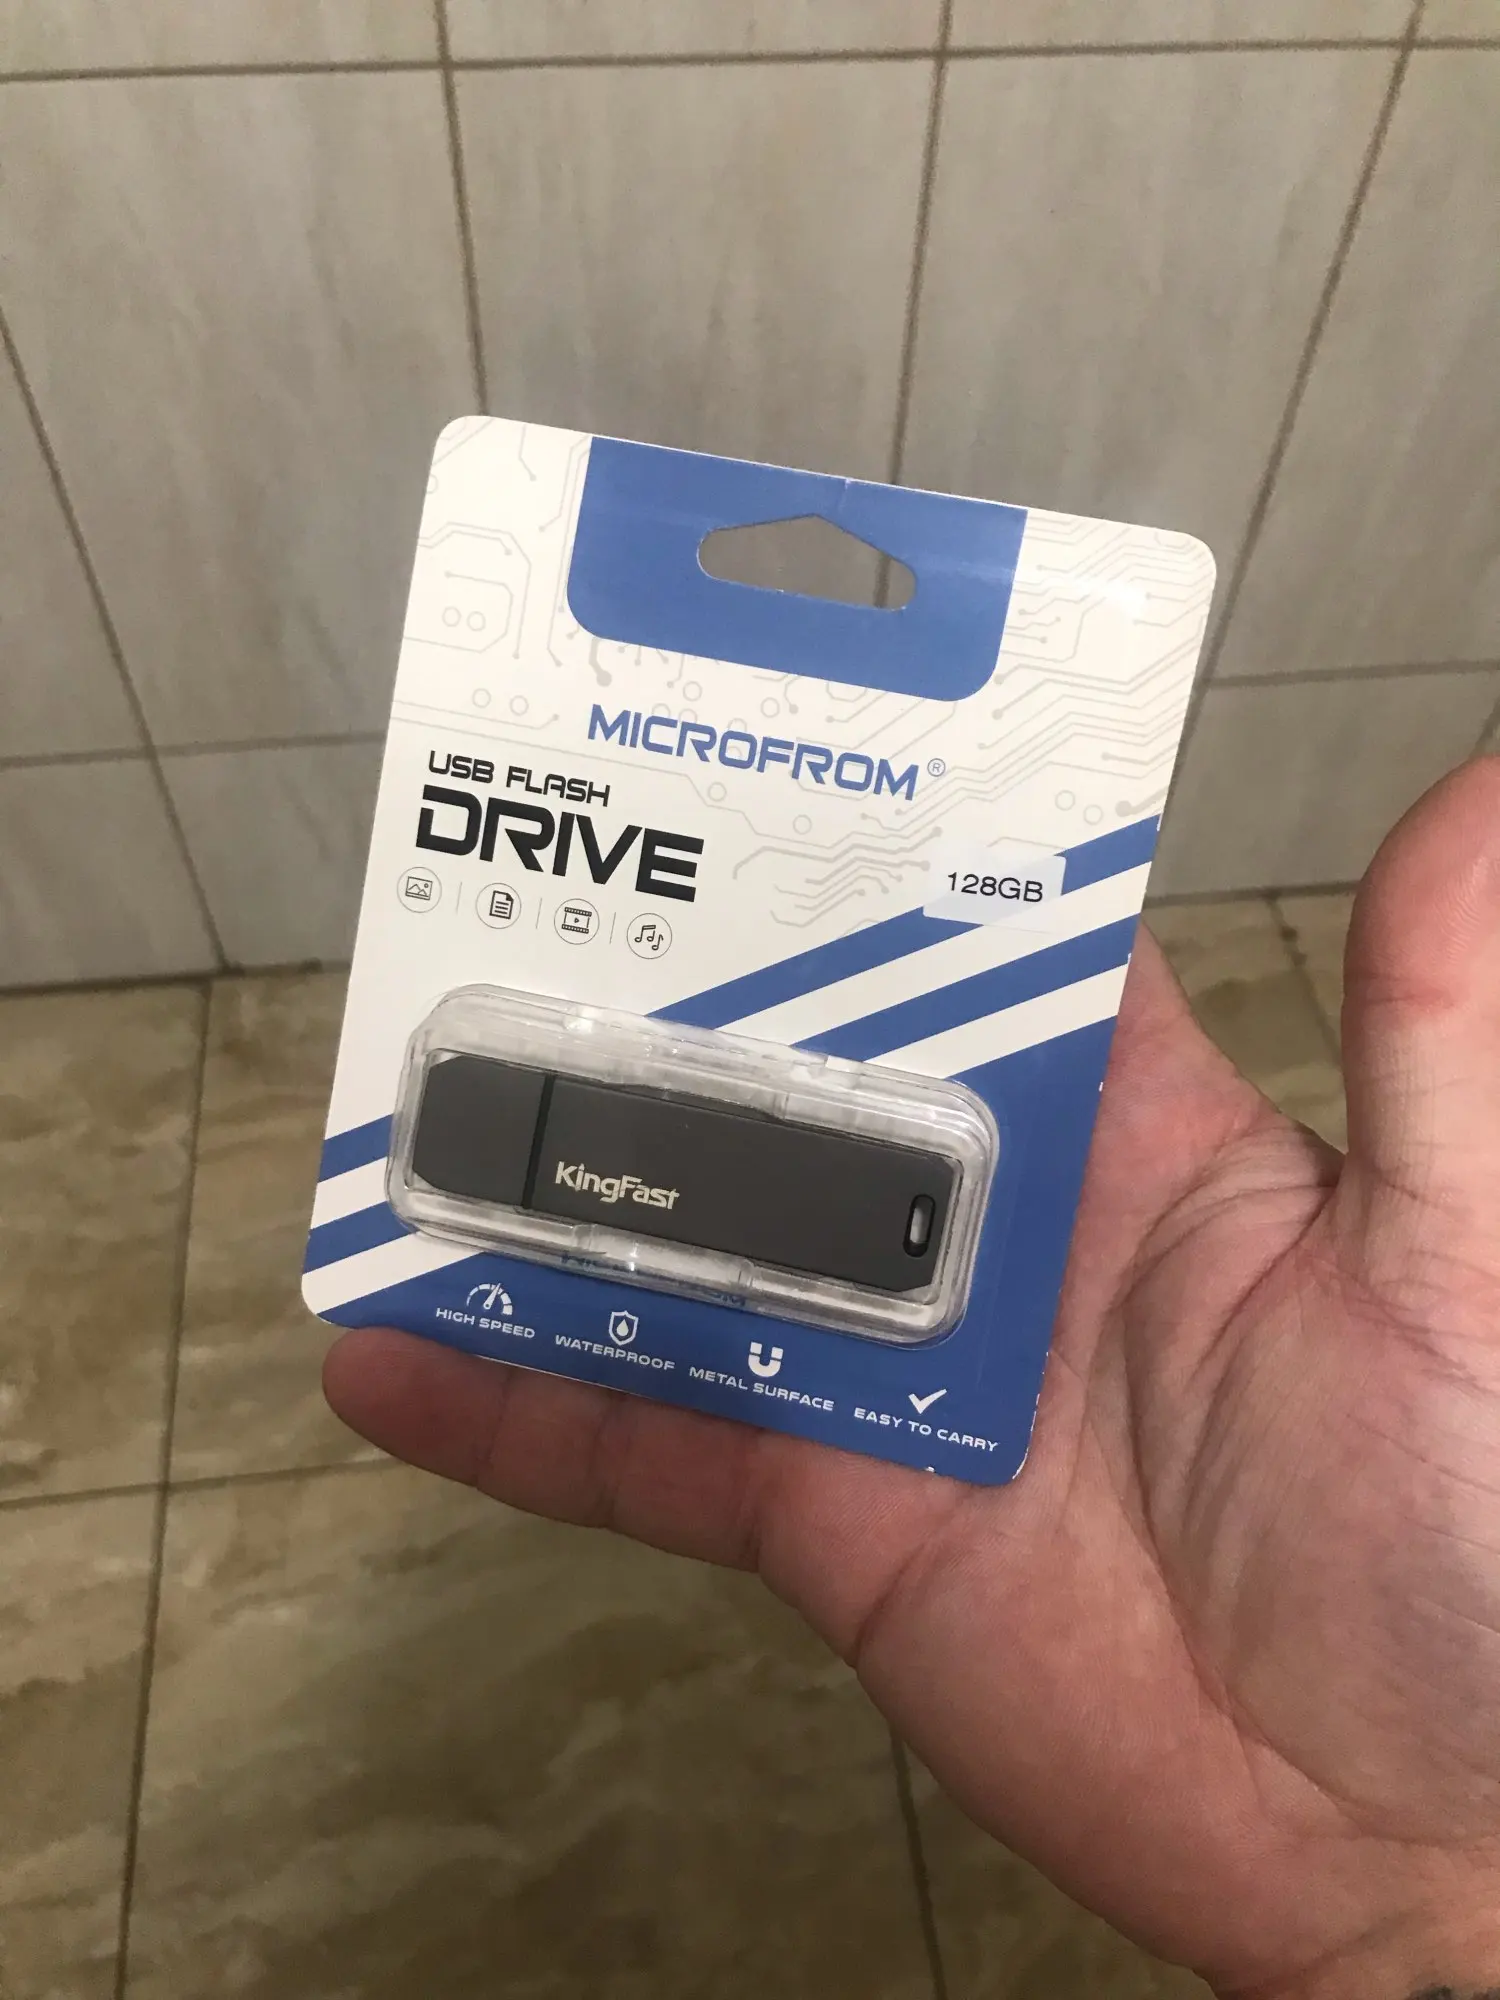 MICROFROM®
USB FLASH
DRIVE
128GB
KingFast
HIGH SPEED
WATERPROOF
METAL SURFACE
EASY TO CARRY